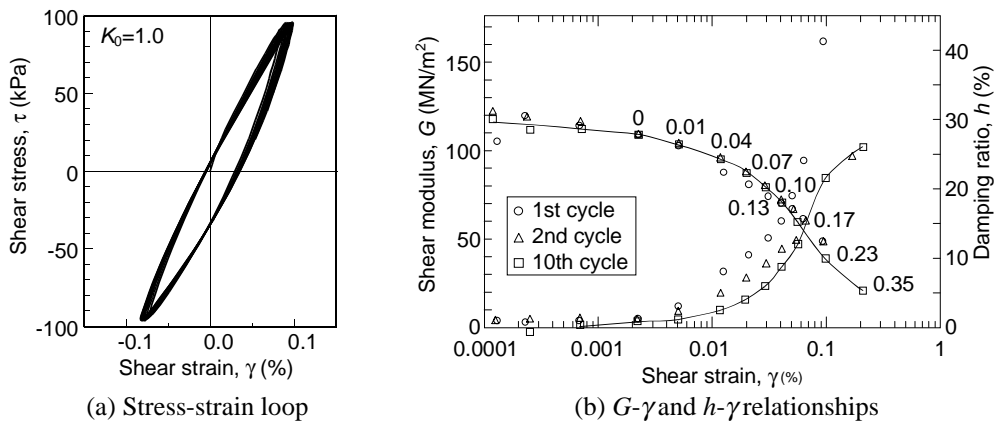 K0=1.0
Shear stress, τ (kPa)
100
50
0
-50
-100
-0.1
0.0
0.1
Shear strain, γ (%)
(a) Stress-strain loop
Shear modulus, G (MN/m²)
150
100
50
0
0
0.01
0.04
0.07
0.10
0.13
0.17
0.23
0.35
1st cycle
2nd cycle
10th cycle
40
30
20
10
0
Damping ratio, h (%)
0.0001
0.001
0.01
0.1
1
Shear strain, γ(%)
(b) G-γ and h-γ relationships